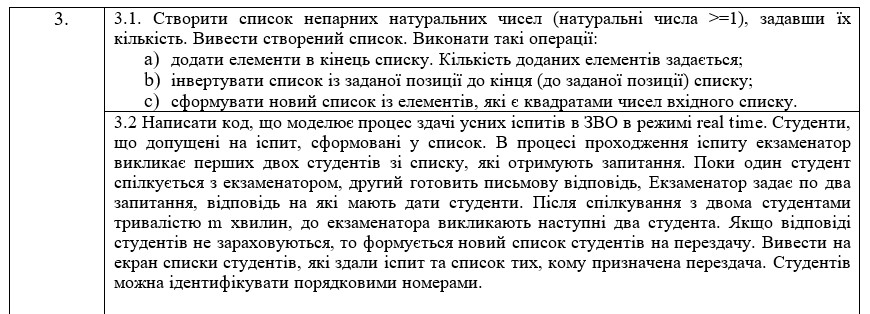 3.
3.1. Створити список непарних натуральних чисел (натуральні числа >=1), задавши їх
кількість. Вивести створений список. Виконати такі операції:
a) додати елементи в кінець списку. Кількість доданих елементів задається;
b) інвертувати список із заданої позиції до кінця (до заданої позиції) списку;
c) сформувати новий список із елементів, які є квадратами чисел вхідного списку.
3.2 Написати код, що моделює процес здачі усних іспитів в ЗВО в режимі real time. Студенти,
що допущені на іспит, сформовані у список. В процесі проходження іспиту екзаменатор
викликає перших двох студентів зі списку, які отримують запитання. Поки один студент
спілкується з екзаменатором, другий готовить письмову відповідь, Екзаменатор задає по два
запитання, відповідь на які мають дати студенти. Після спілкування з двома студентами
тривалістю m хвилин, до екзаменатора викликають наступні два студента. Якщо відповіді
студентів не зараховуються, то формується новий список студентів на перездачу. Вивести на
екран списки студентів, які здали іспит та список тих, кому призначена перездача. Студентів
можна ідентифікувати порядковими номерами.